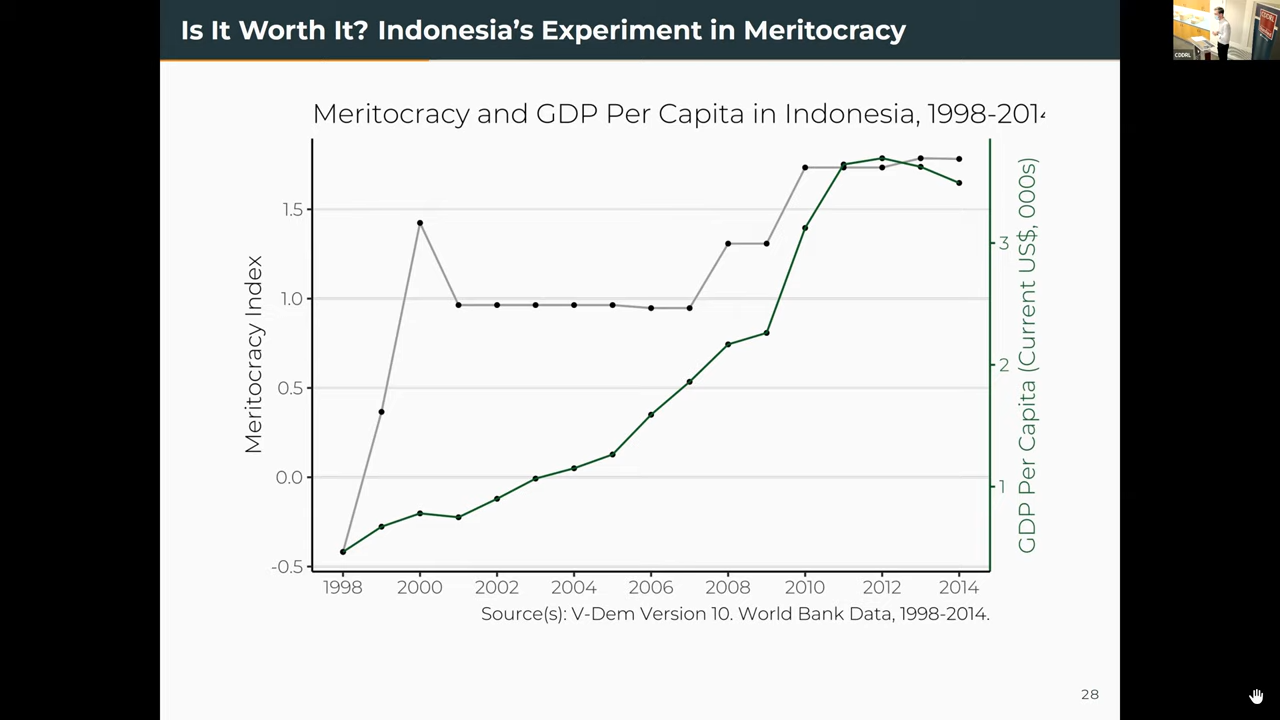 Is It Worth It? Indonesia's Experiment in Meritocracy
CDDRL
Meritocracy and GDP Per Capita in Indonesia, 1998-201
Meritocracy Index
1.5
1.0
0.5
0.0
-0.5
3
2
1
GDP Per Capita (Current US$, 000s)
1998 2000 2002 2004 2006 2008 2010 2012 2014
Source(s): V-Dem Version 10. World Bank Data, 1998-2014.
28